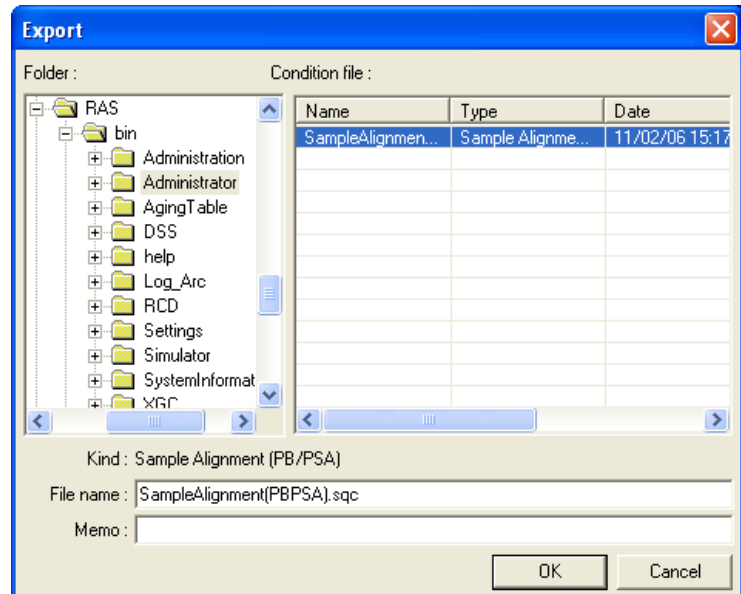 Export
Folder : Condition file :
RAS
bin
Administration
Administrator
AgingTable
DSS
help
Log_Arc
RCD
Settings
Simulator
SystemInformat
XGC
Name Type Date
SampleAlignmen... Sample Alignme... 11/02/06 15:17
Kind : Sample Alignment (PB/PSA)
File name : SampleAlignment(PBPSA).sqc
Memo :
OK Cancel